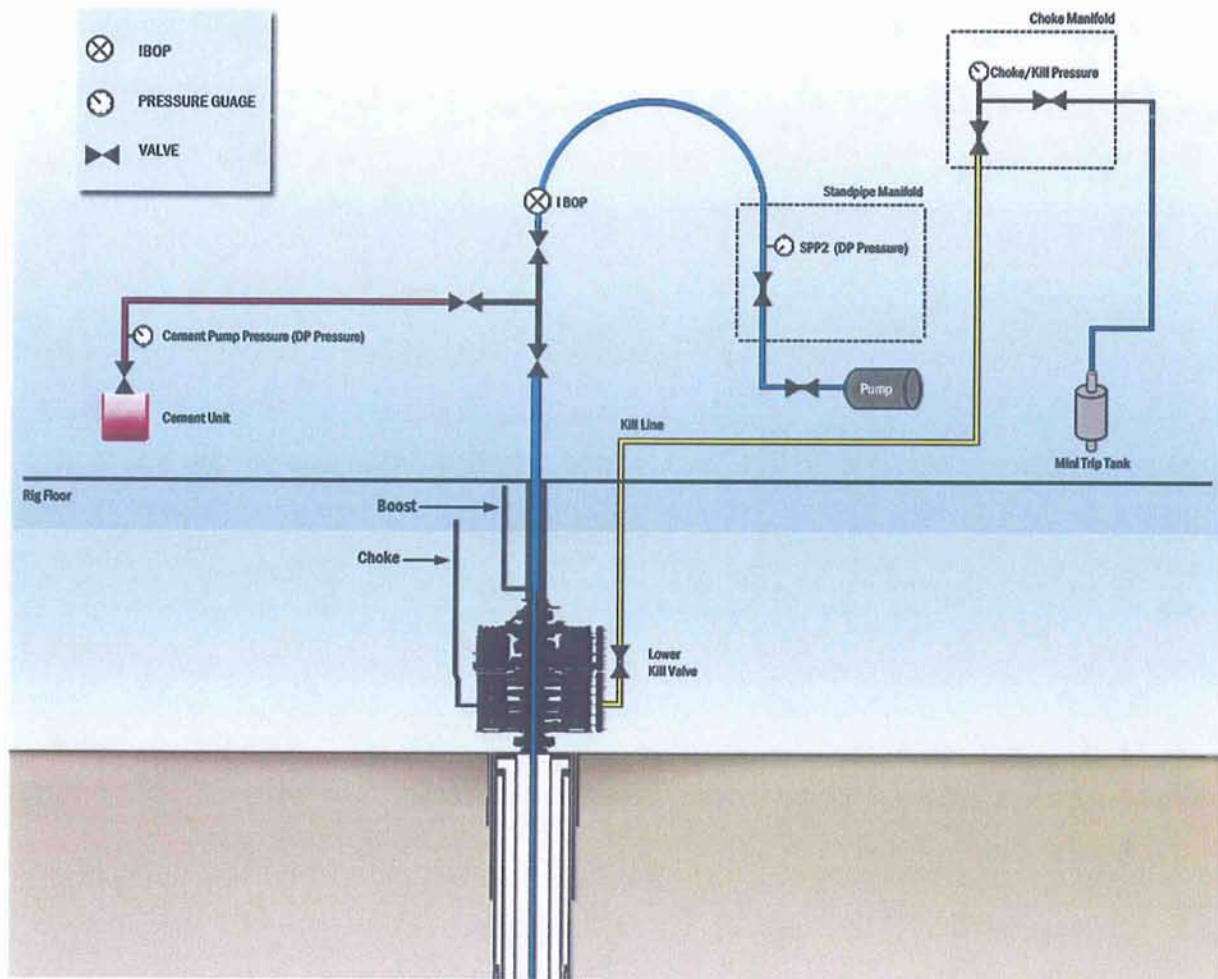 IBOP
PRESSURE GUAGE
VALVE
Choke Manifold
Choke/Kill Pressure
IBOP
Standpipe Manifold
SPP2 (DP Pressure)
Cement Pump Pressure (DP Pressure)
Pump
Cement Unit
Kill Line
Mini Trip Tank
Rig Floor
Boost
Choke
Lower
Kill Valve